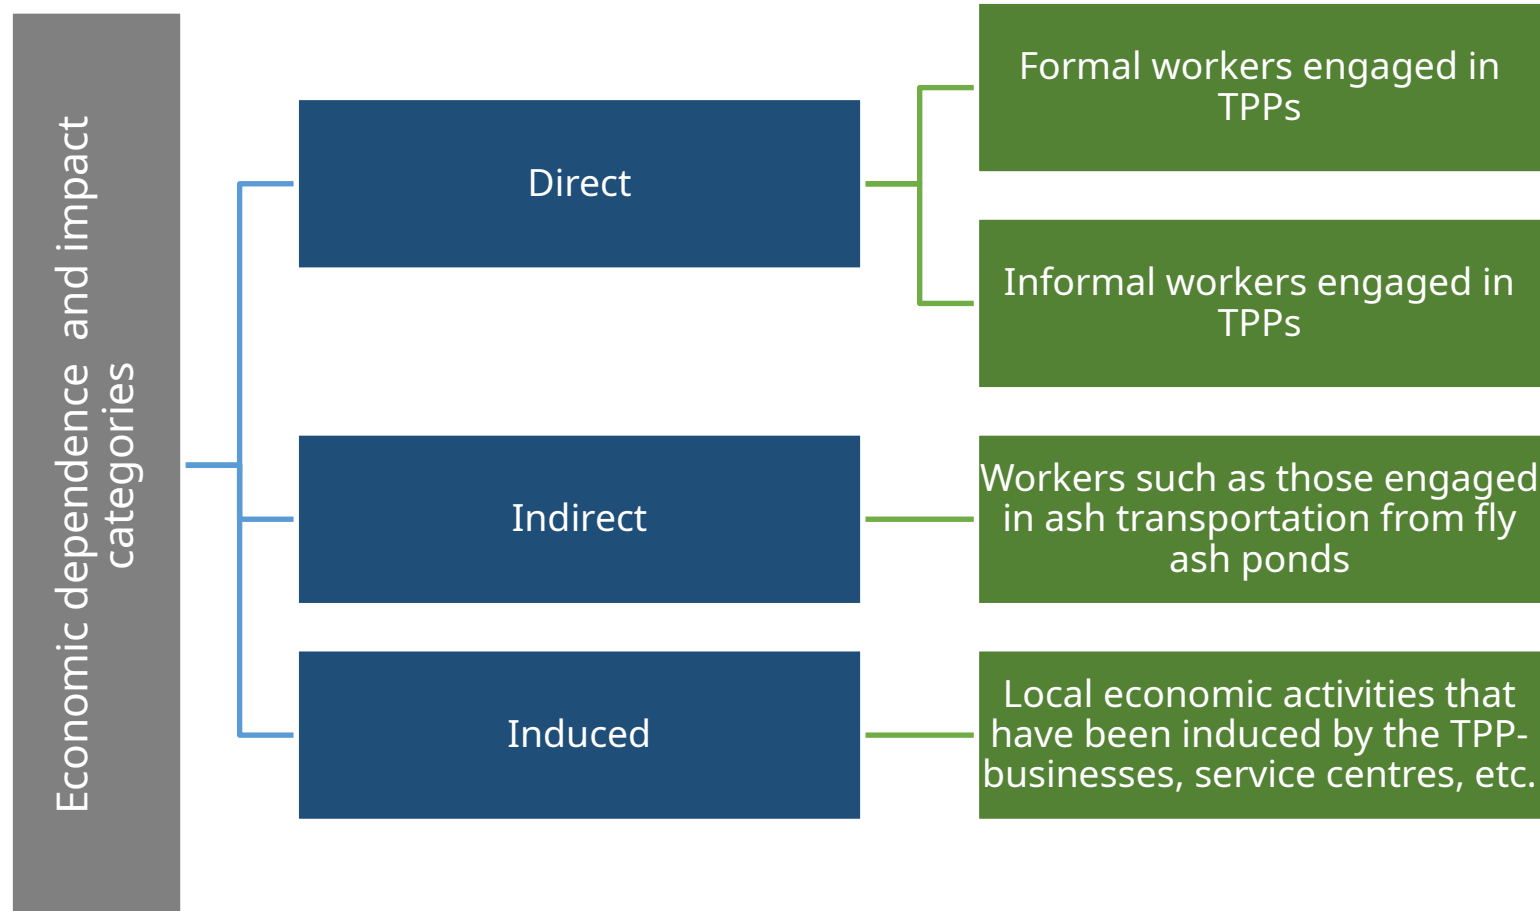 Economic dependence  and impact
categories
Direct
Formal workers engaged in
TPPs
Informal workers engaged in
TPPs
Indirect
Workers such as those engaged
in ash transportation from fly
ash ponds
Induced
Local economic activities that
have been induced by the TPP-
businesses, service centres, etc.